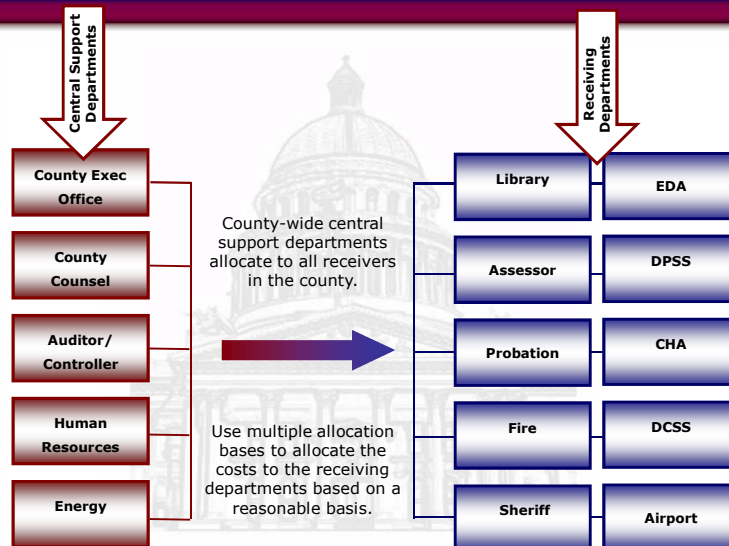 Central Support
Departments
County Exec
Office
County
Counsel
Auditor/
Controller
Human
Resources
Energy
County-wide central
support departments
allocate to all receivers
in the county.
Use multiple allocation
bases to allocate the
costs to the receiving
departments based on a
reasonable basis.
Receiving
Departments
Library
EDA
Assessor
DPSS
Probation
CHA
Fire
DCSS
Sheriff
Airport